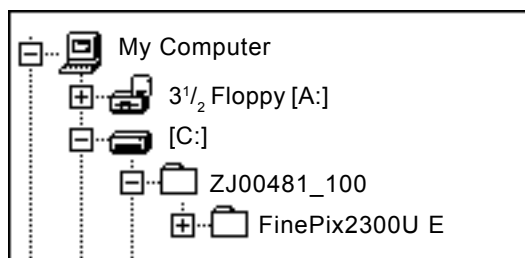 My Computer
3¹/₂ Floppy [A:]
[C:]
ZJ00481_100
FinePix2300U E